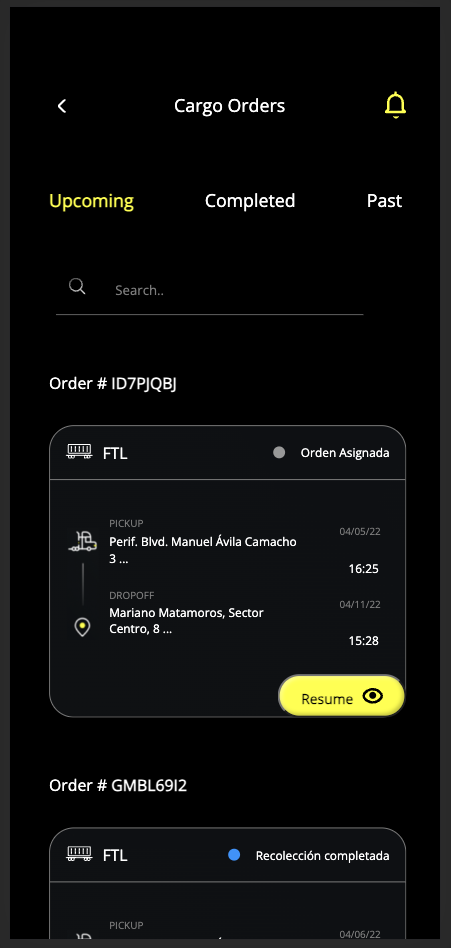 Cargo Orders
Upcoming Completed Past
Search..
Order # ID7PJQBJ
FTL Orden Asignada
PICKUP
04/05/22
Perif. Blvd. Manuel Ávila Camacho
3 ...
16:25
DROPOFF
04/11/22
Mariano Matamoros, Sector
Centro, 8 ...
15:28
Resume
Order # GMBL69I2
FTL Recolección completada
PICKUP
04/06/22